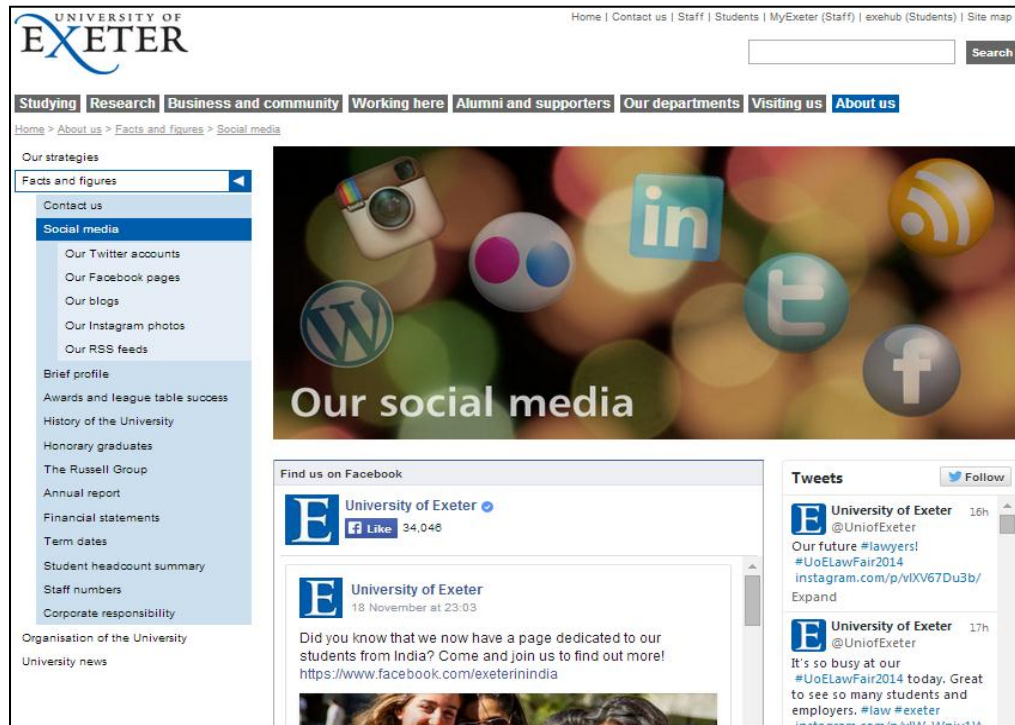 UNIVERSITY OF
EXETER
Home | Contact us | Staff | Students | MyExeter (Staff) | exehub (Students) | Site map
Search
Studying Research Business and community Working here Alumni and supporters Our departments Visiting us About us
Home > About us > Facts and figures > Social media
Our strategies
Facts and figures
Contact us
Social media
Our Twitter accounts
Our Facebook pages
Our blogs
Our Instagram photos
Our RSS feeds
Brief profile
Awards and league table success
History of the University
Honorary graduates
The Russell Group
Annual report
Financial statements
Term dates
Student headcount summary
Staff numbers
Corporate responsibility
Organisation of the University
University news
in
Our social media
Find us on Facebook
University of Exeter
Like 34,046
University of Exeter
18 November at 23:03
Did you know that we now have a page dedicated to our
students from India? Come and join us to find out more!
https://www.facebook.com/exeterinindia
Tweets
Follow
University of Exeter 16h
@UniofExeter
Our future #lawyers!
#UoELawFair2014
instagram.com/p/vlXV67Du3b/
Expand
University of Exeter 17h
@UniofExeter
It's so busy at our
#UoELawFair2014 today. Great
to see so many students and
employers. #law #exeter